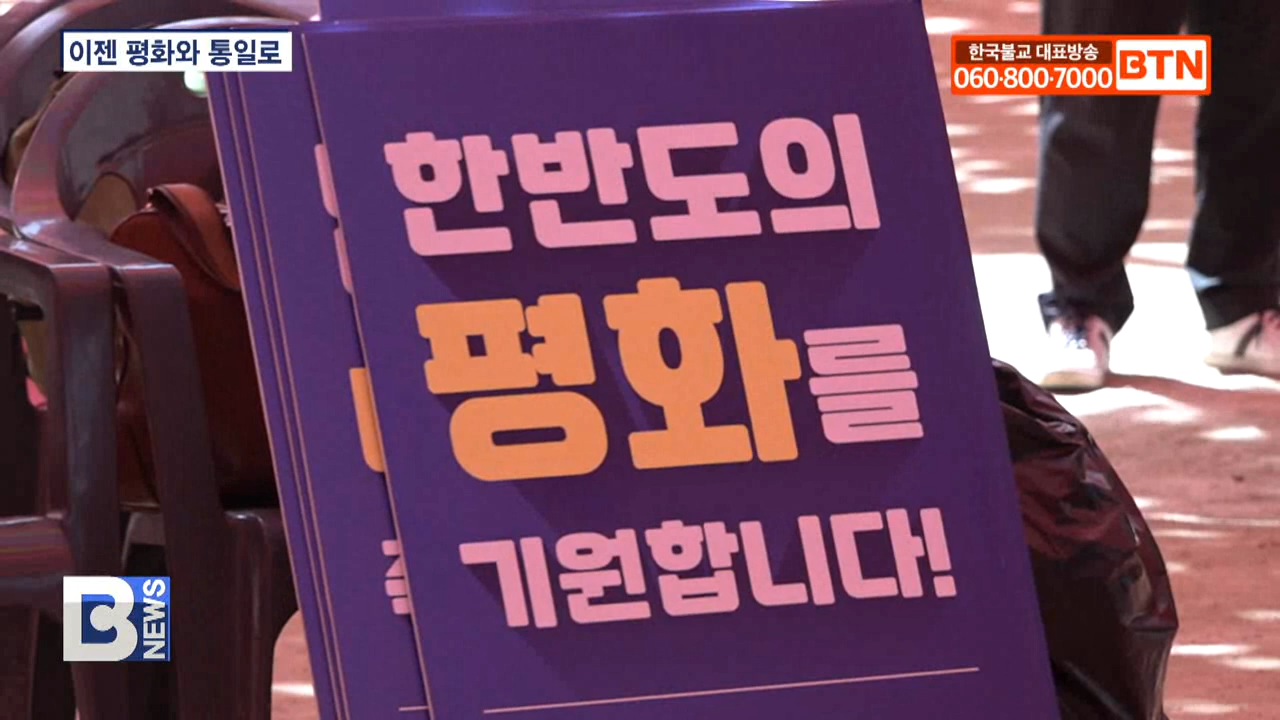 이젠 평화와 통일로
한국불교 대표방송
060·800·7000
BTN
한반도의
평화를
기원합니다!
B NEWS